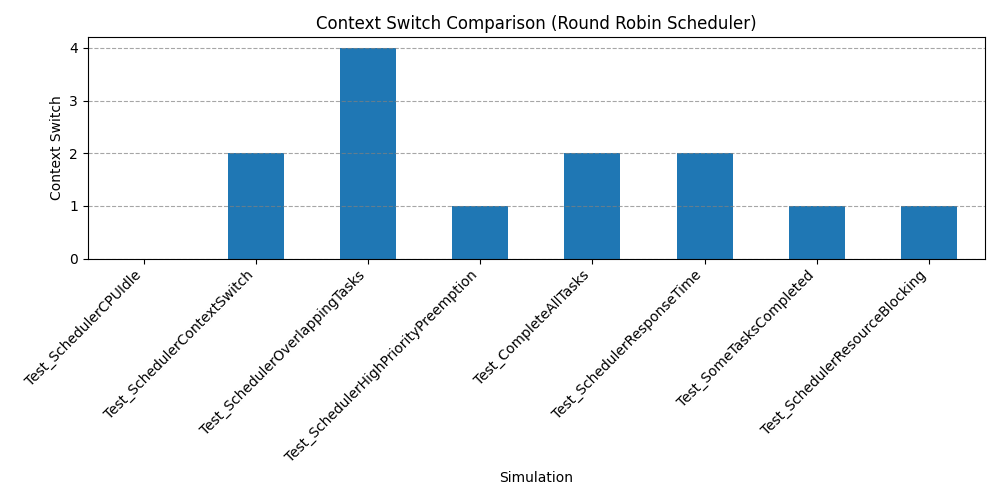 Context Switch Comparison (Round Robin Scheduler)
Context Switch
4
3
2
1
0
Test_SchedulerCPUIdle
Test_SchedulerContextSwitch
Test_SchedulerOverlappingTasks
Test_SchedulerHighPriorityPreemption
Test_CompleteAllTasks
Test_SchedulerResponseTime
Test_SomeTasksCompleted
Test_SchedulerResourceBlocking
Simulation